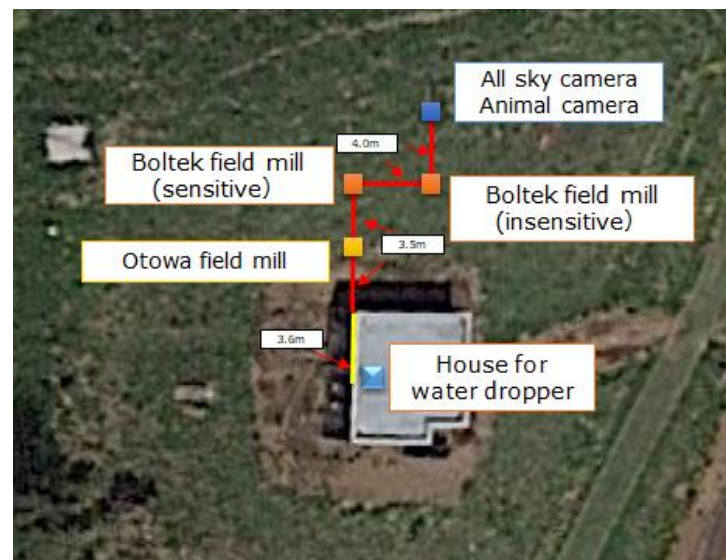 All sky camera
Animal camera
4.0m
Boltek field mill
(sensitive)
Boltek field mill
(insensitive)
3.5m
Otowa field mill
3.6m
House for
water dropper